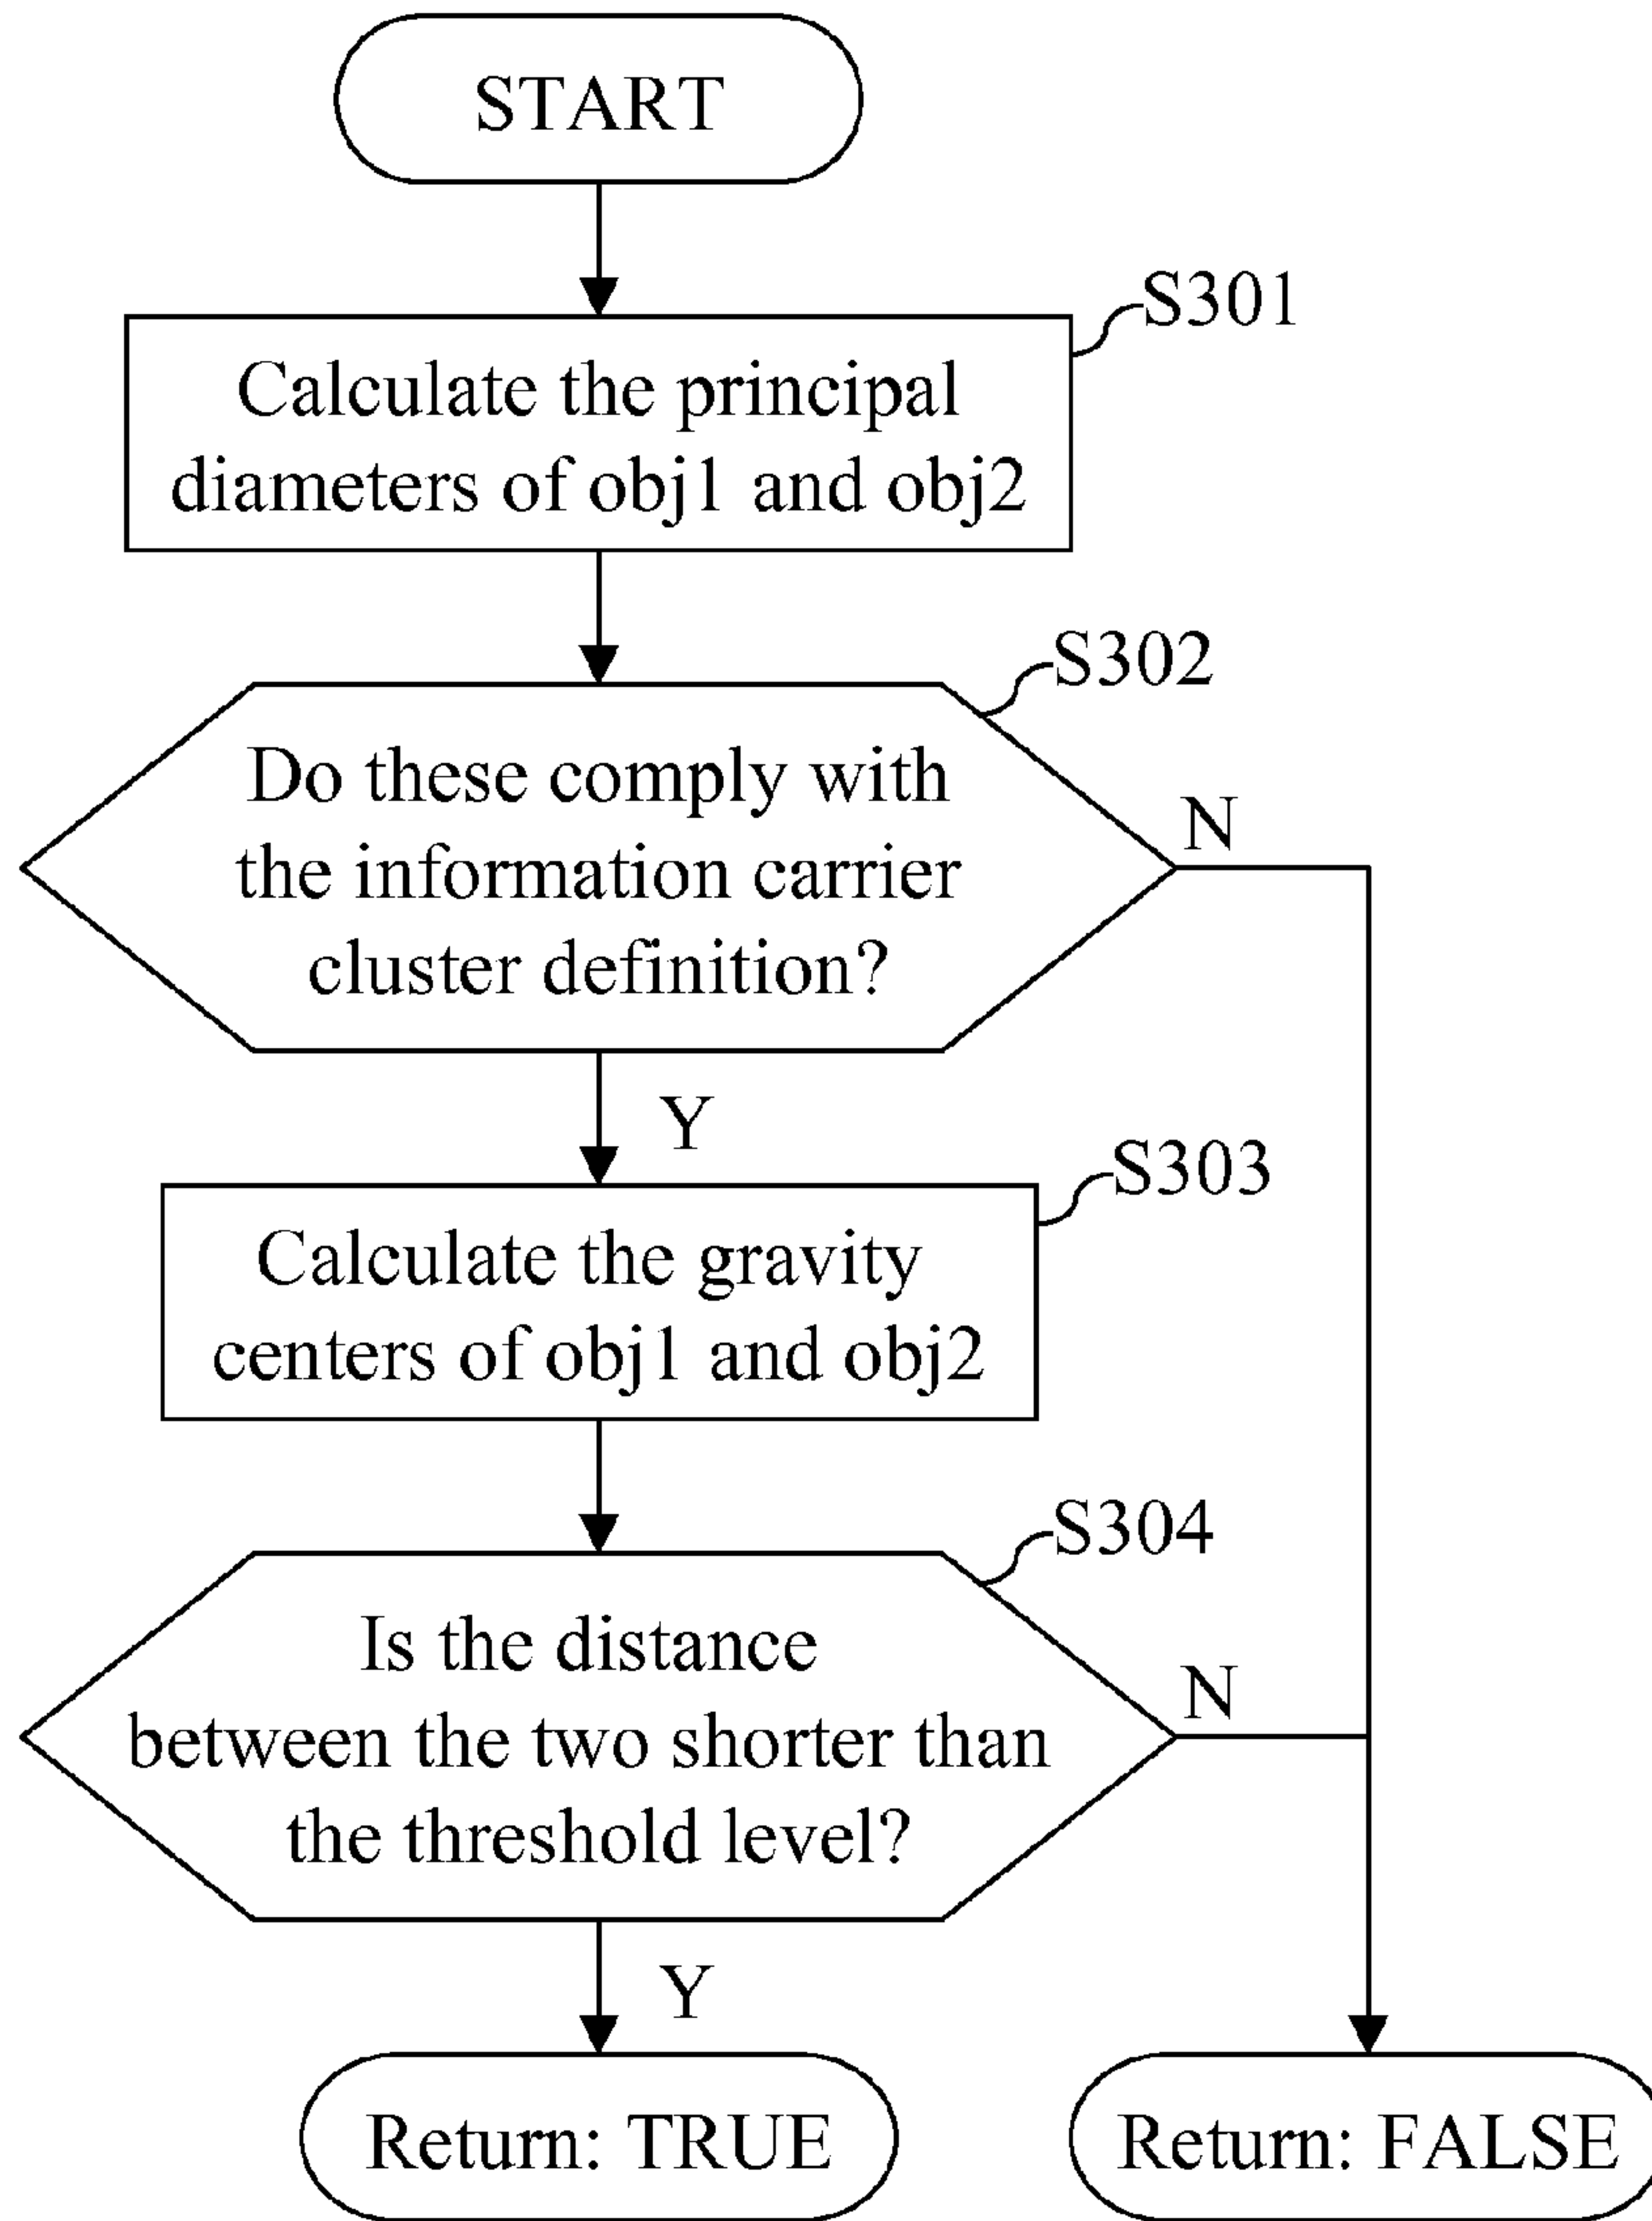 START
S301
Calculate the principal
diameters of obj1 and obj2
S302
Do these comply with
the information carrier
cluster definition?
N
Y
S303
Calculate the gravity
centers of obj1 and obj2
S304
Is the distance
between the two shorter than
the threshold level?
N
Y
Return: TRUE
Return: FALSE